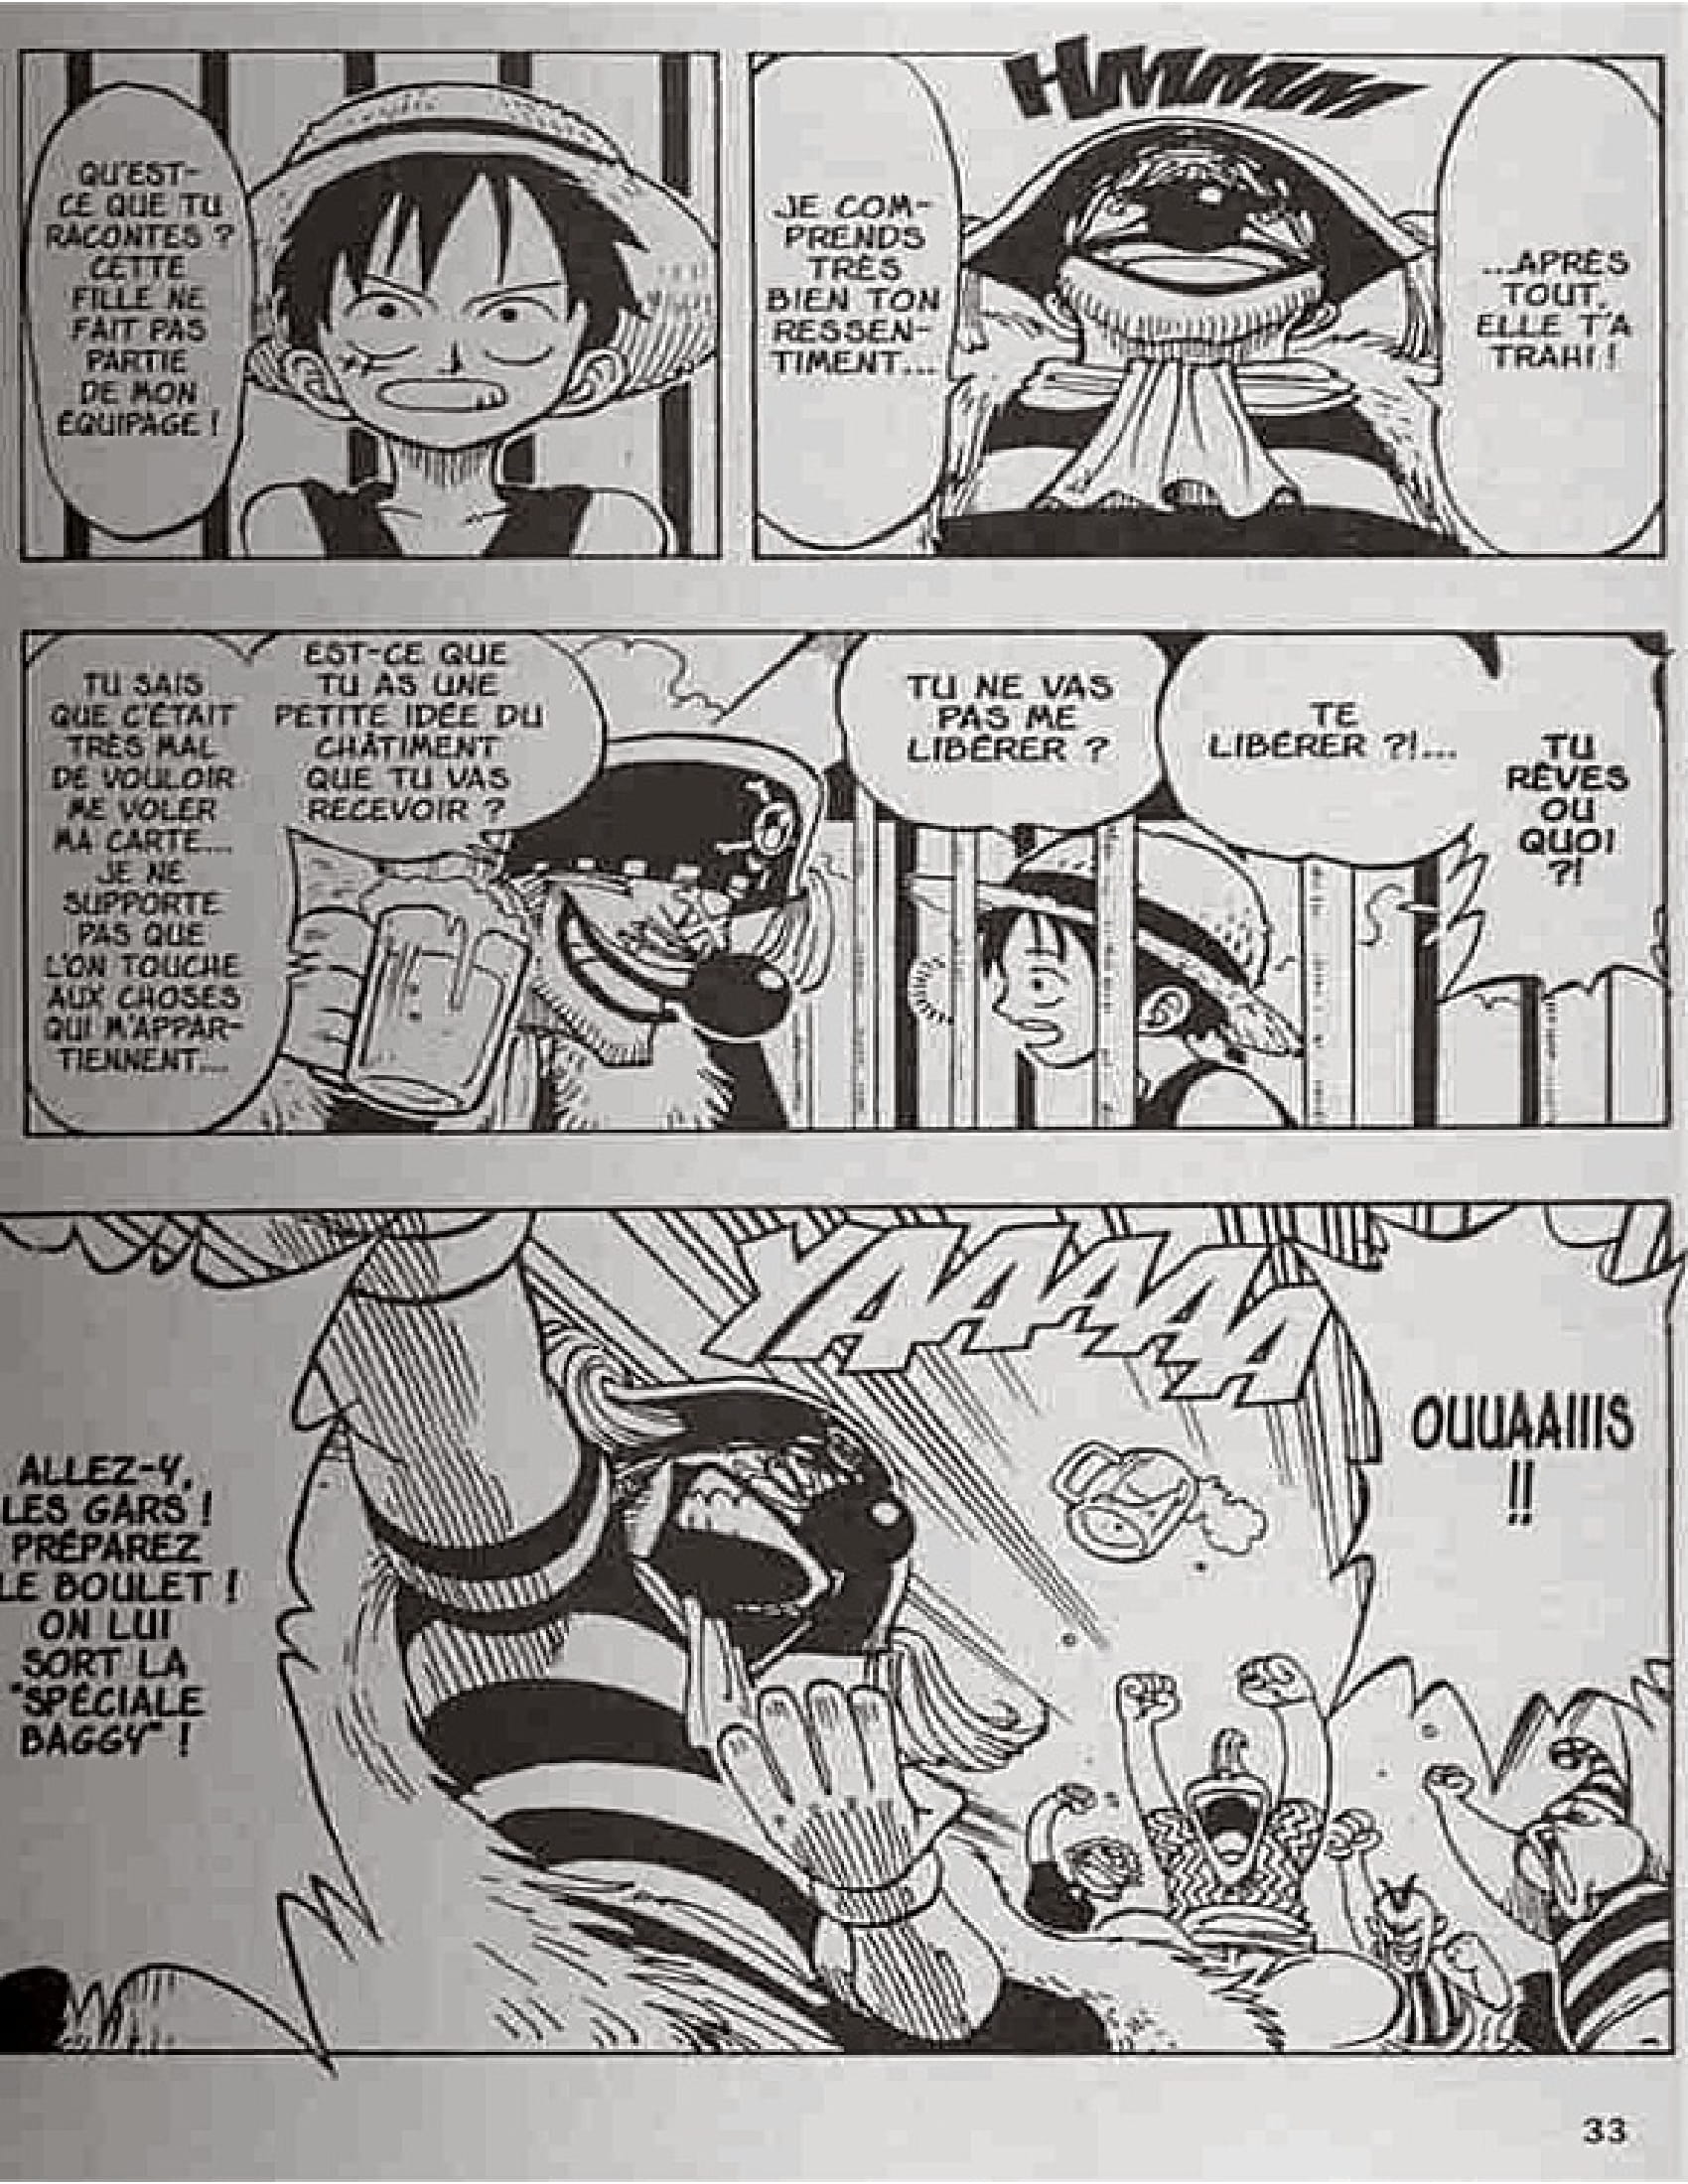 QU'EST-
CE QUE TU
RACONTES ?
CETTE
FILLE NE
FAIT PAS
PARTIE
DE MON
ÉQUIPAGE !
HMMM
JE COM-
PRENDS
TRÈS
BIEN TON
RESSEN-
TIMENT...
...APRÈS
TOUT,
ELLE T'A
TRAHI !
TU SAIS
QUE C'ÉTAIT
TRÈS MAL
DE VOULOIR
ME VOLER
MA CARTE...
JE NE
SUPPORTE
PAS QUE
L'ON TOUCHE
AUX CHOSES
QUI M'APPAR-
TIENNENT...
EST-CE QUE
TU AS UNE
PETITE IDÉE DU
CHÂTIMENT
QUE TU VAS
RECEVOIR ?
TU NE VAS
PAS ME
LIBÉRER ?
TE
LIBÉRER ?!...
TU
RÊVES
OU
QUOI
?!
ALLEZ-Y,
LES GARS !
PRÉPAREZ
LE BOULET !
ON LUI
SORT LA
"SPÉCIALE
BAGGY" !
YAAAAAA
OUUAAIIIS
!!
33